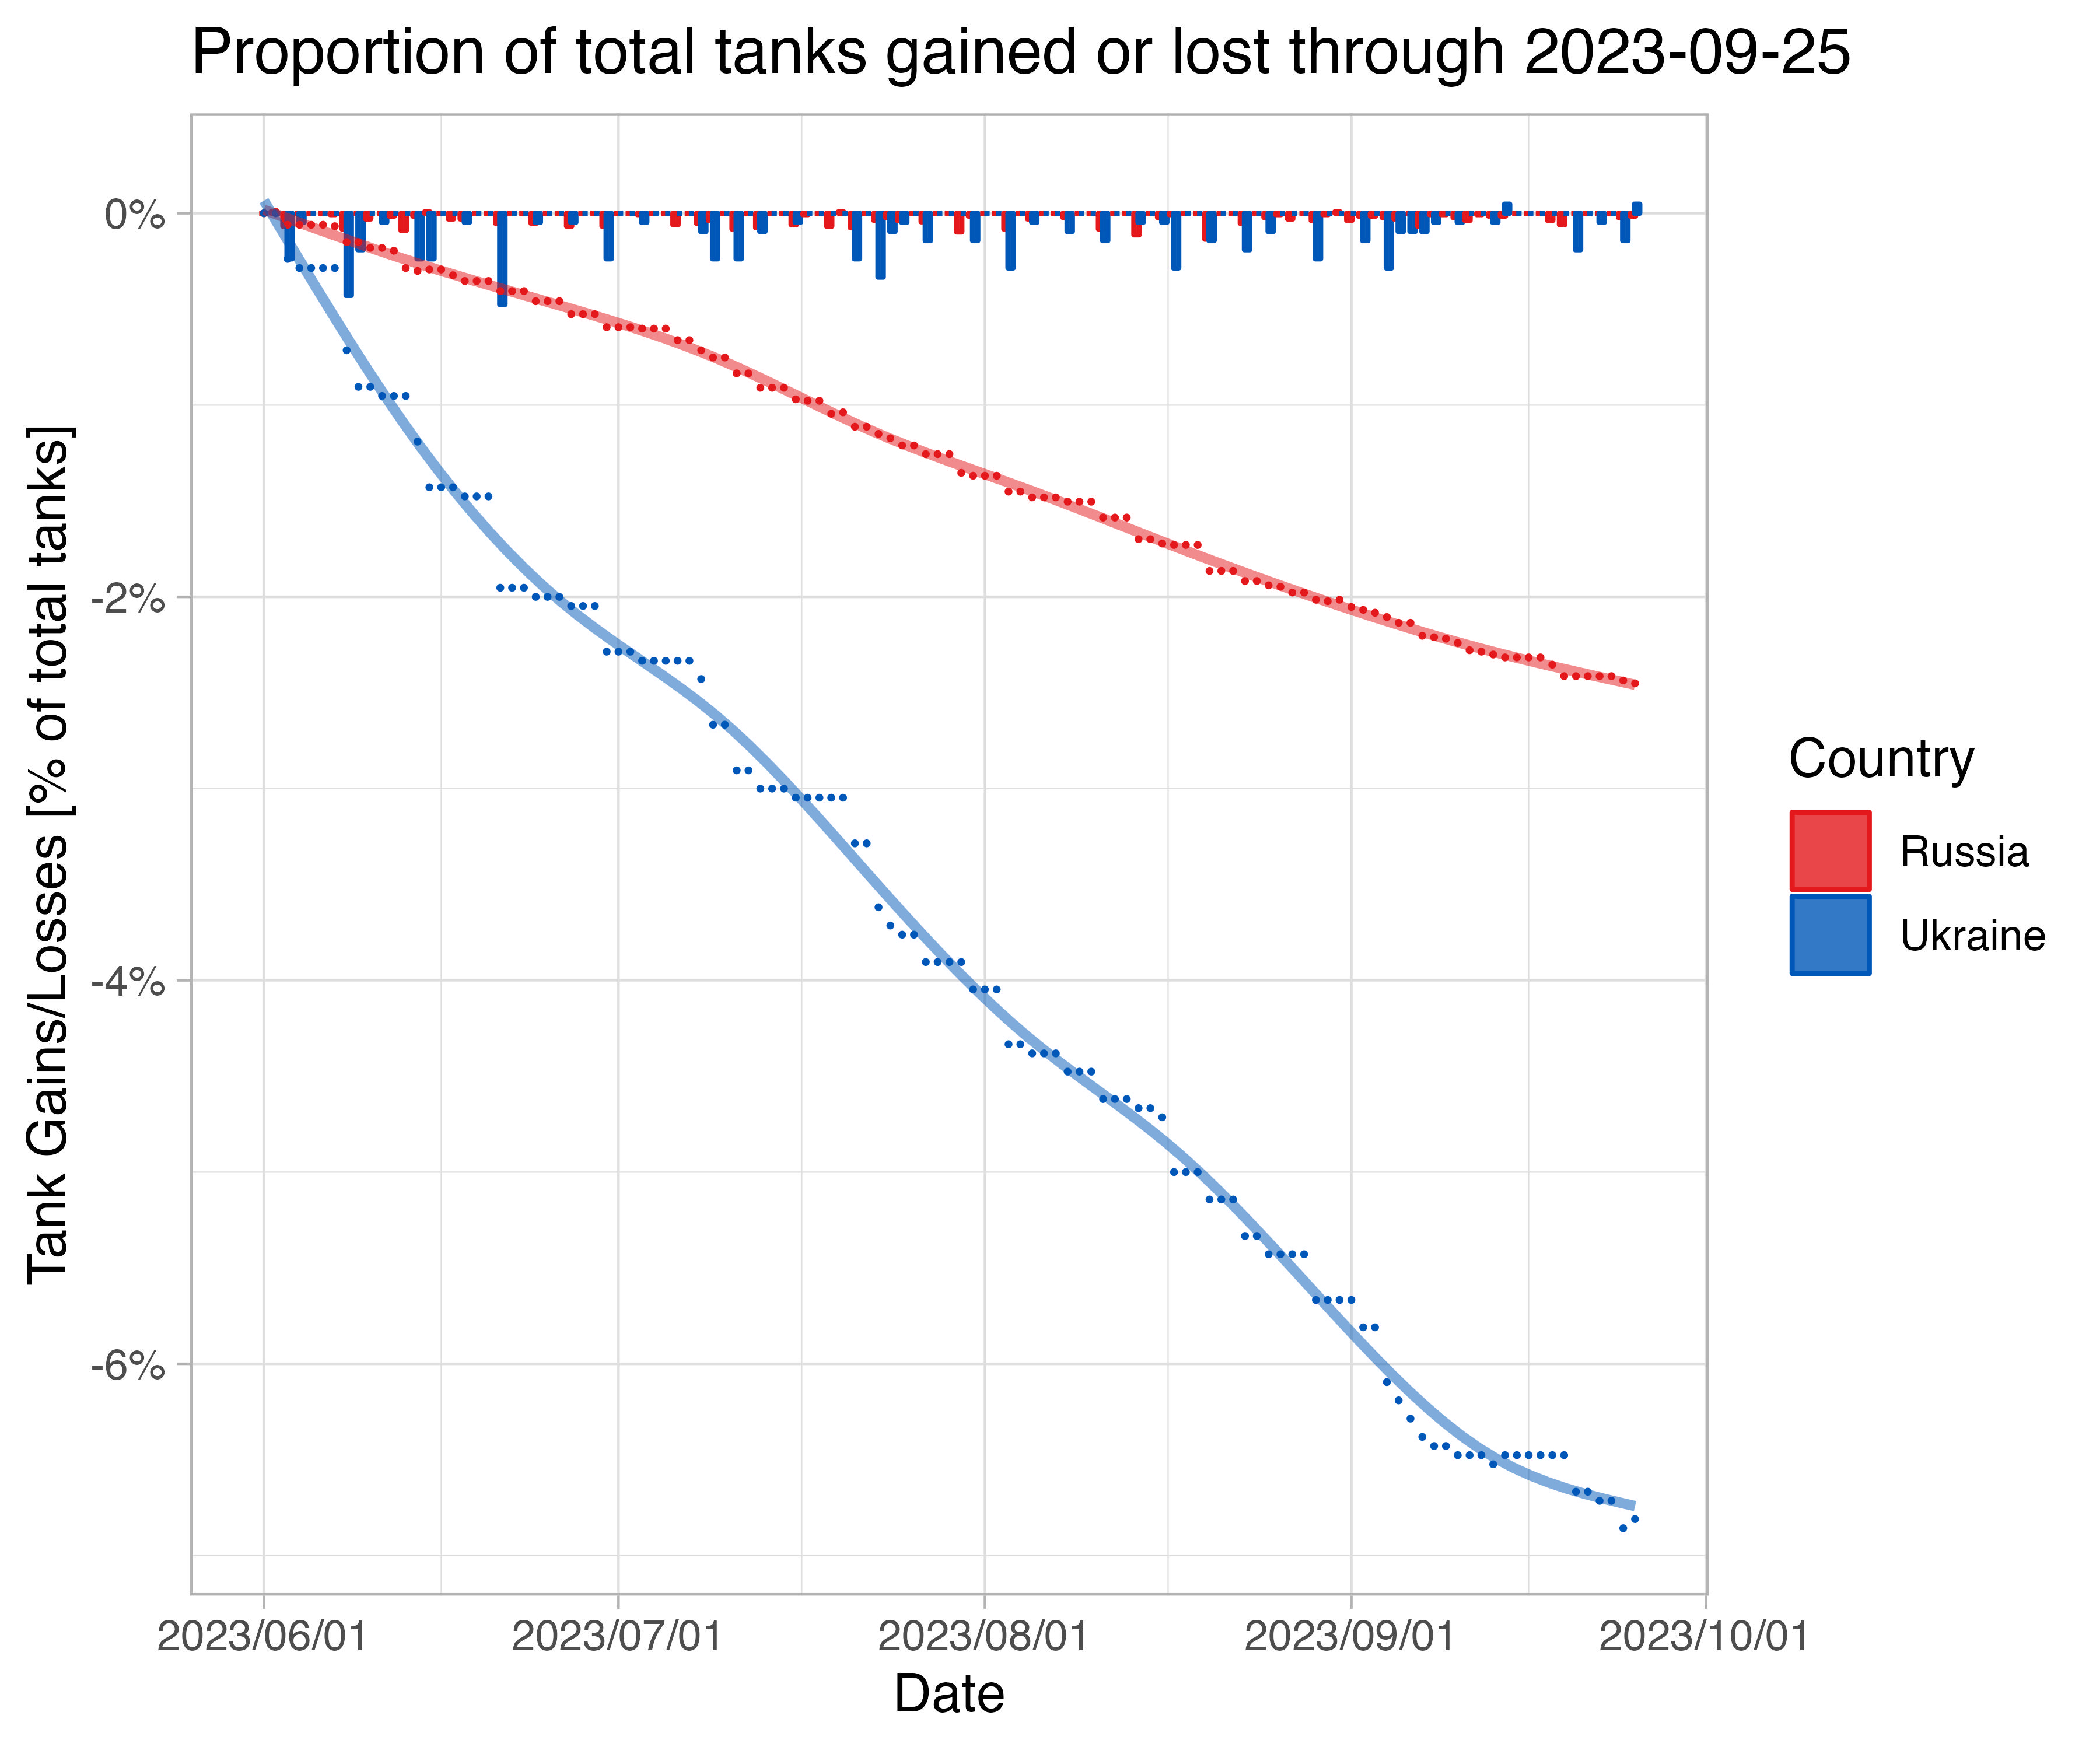 Proportion of total tanks gained or lost through 2023-09-25
Tank Gains/Losses [% of total tanks]
0%
-2%
-4%
-6%
2023/06/01
2023/07/01
2023/08/01
2023/09/01
2023/10/01
Date
Country
Russia
Ukraine